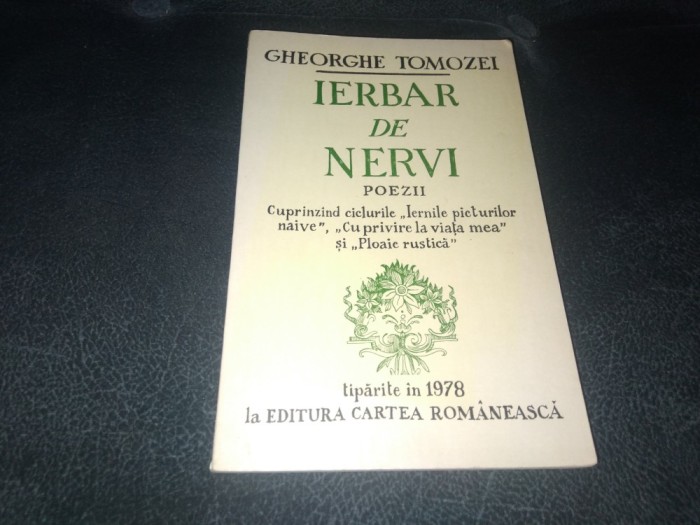 GHEORGHE TOMOZEI
IERBAR
DE
NERVI
POEZII
Cuprinzind ciclurile „Iernile picturilor
naive”, „Cu privire la viața mea”
și „Ploaie rustică”
tipărite in 1978
la EDITURA CARTEA ROMÂNEASCĂ